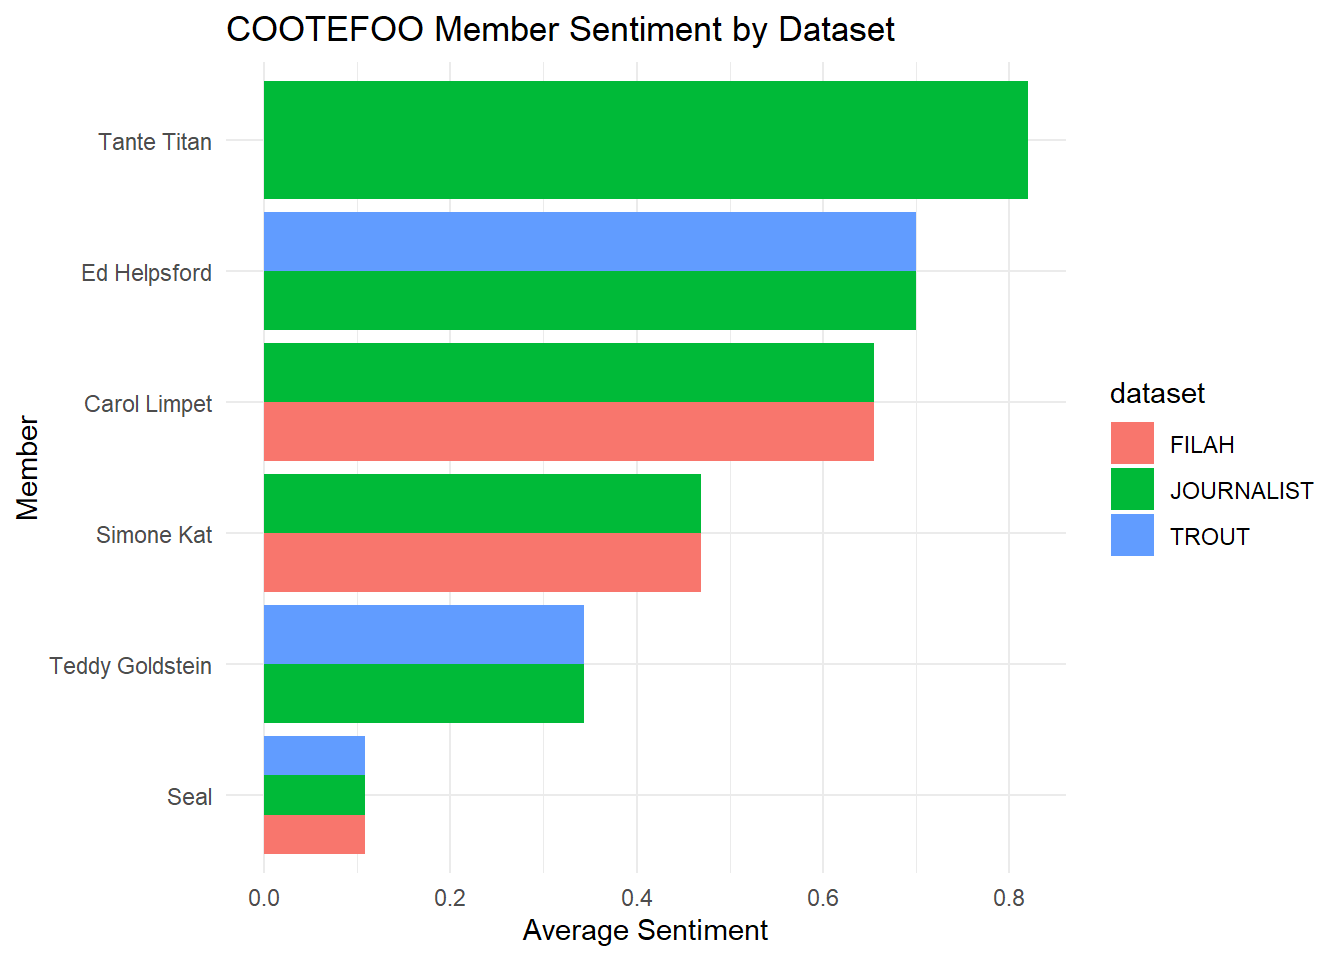 COOTEFOO Member Sentiment by Dataset
Member
Tante Titan
Ed Helpsford
Carol Limpet
Simone Kat
Teddy Goldstein
Seal
0.0 0.2 0.4 0.6 0.8
Average Sentiment
dataset
FILAH
JOURNALIST
TROUT